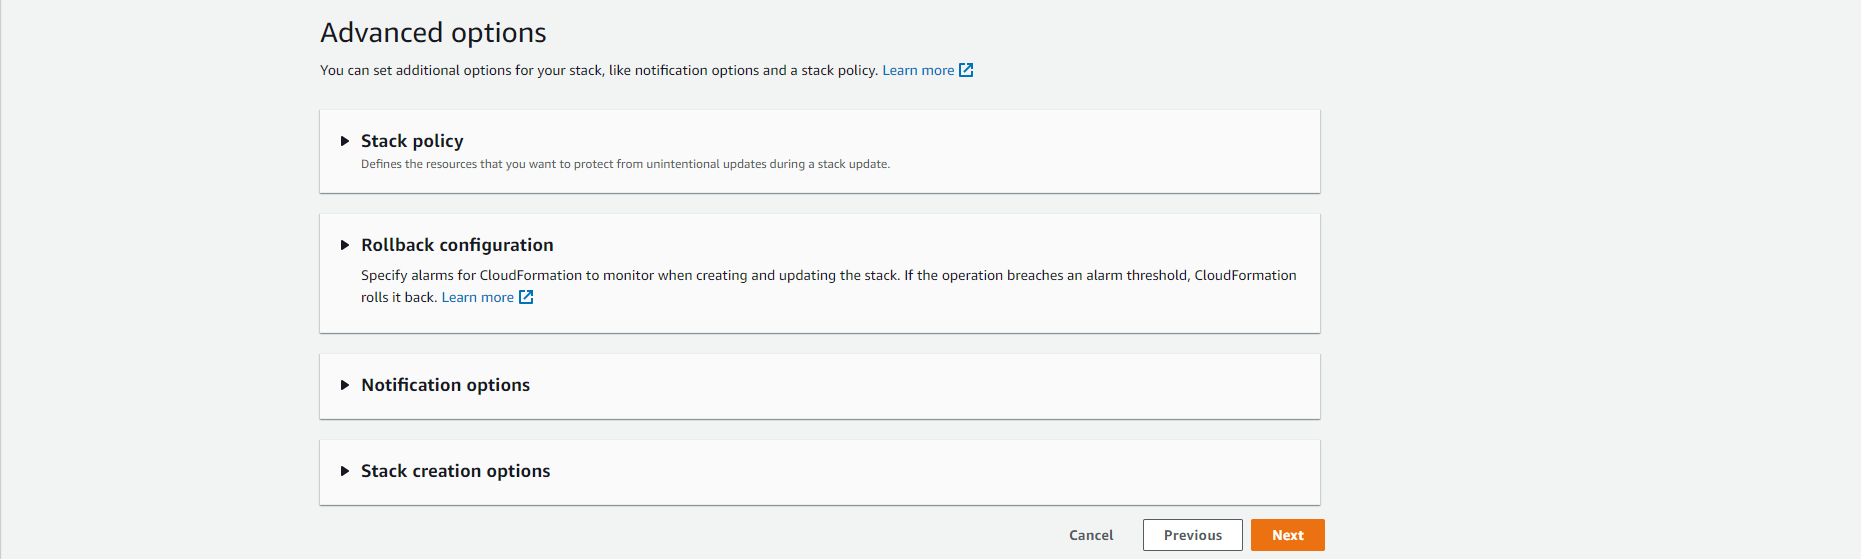 Advanced options
You can set additional options for your stack, like notification options and a stack policy. Learn more
Stack policy
Defines the resources that you want to protect from unintentional updates during a stack update.
Rollback configuration
Specify alarms for CloudFormation to monitor when creating and updating the stack. If the operation breaches an alarm threshold, CloudFormation
rolls it back. Learn more
Notification options
Stack creation options
Cancel Previous Next